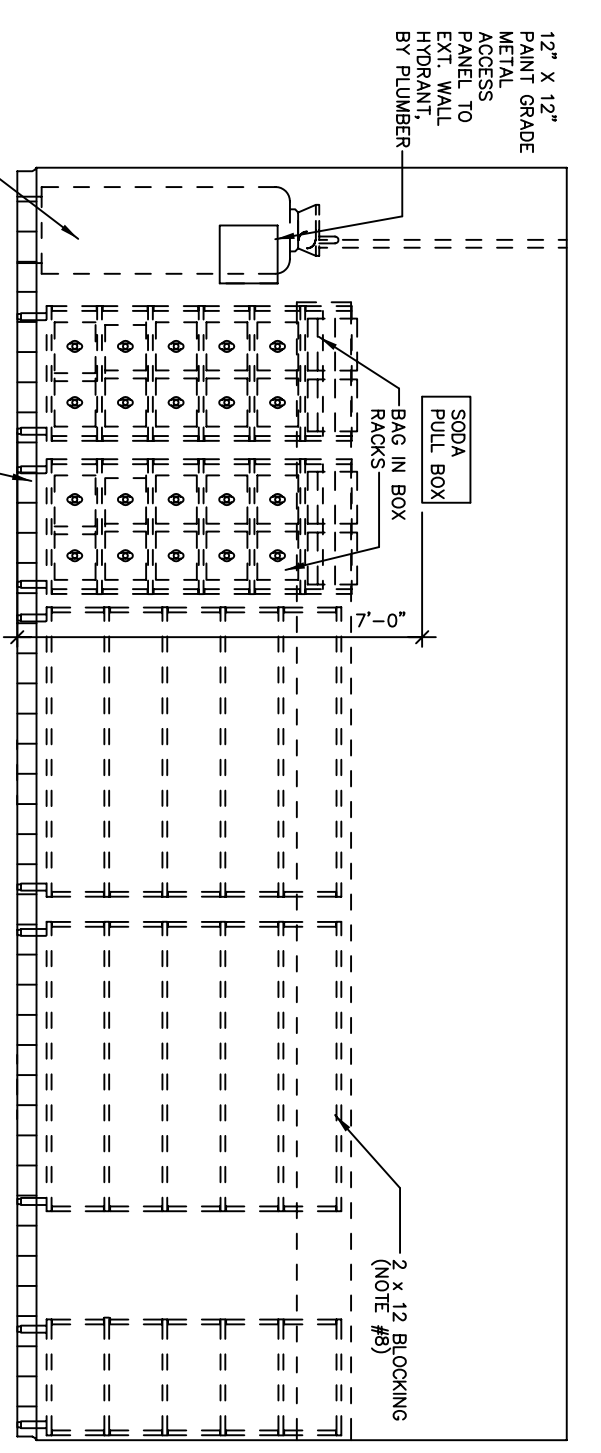 12" X 12"
PAINT GRADE
METAL
ACCESS
PANEL TO
EXT. WALL
HYDRANT,
BY PLUMBER
SODA
PULL BOX
BAG IN BOX
RACKS
7'-0"
2 x 12 BLOCKING
(NOTE #8)